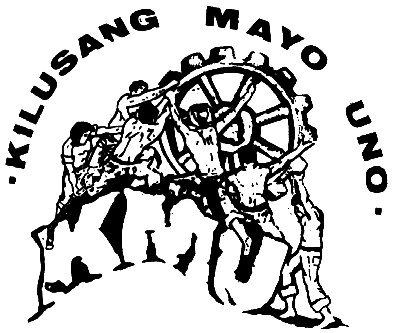 · KILUSANG MAYO UNO ·
KMU